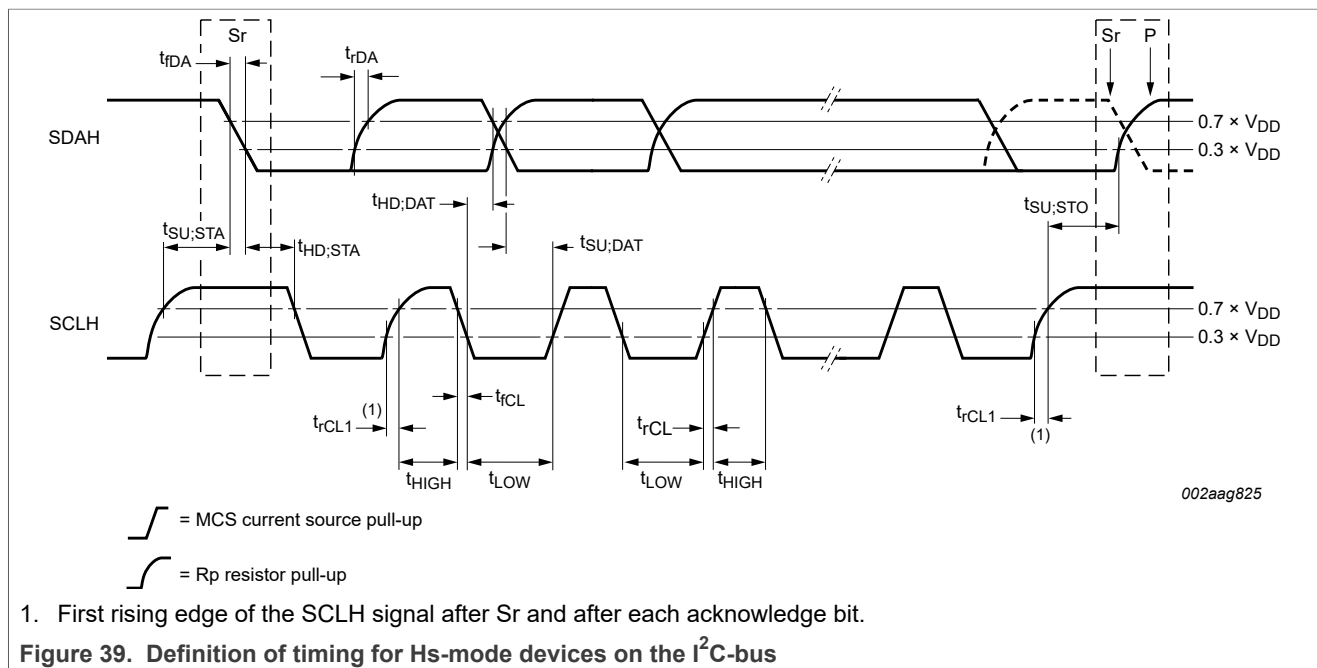 Sr
Sr P
tfDA
trDA
0.7 × VDD
SDAH
0.3 × VDD
tHD;DAT
tSU;STO
tSU;STA
tHD;STA
tSU;DAT
0.7 × VDD
SCLH
0.3 × VDD
tfCL
(1)
trCL1
trCL
trCL1
(1)
tHIGH
tLOW
tLOW
tHIGH
002aag825
= MCS current source pull-up
= Rp resistor pull-up
1. First rising edge of the SCLH signal after Sr and after each acknowledge bit.
Figure 39. Definition of timing for Hs-mode devices on the I²C-bus